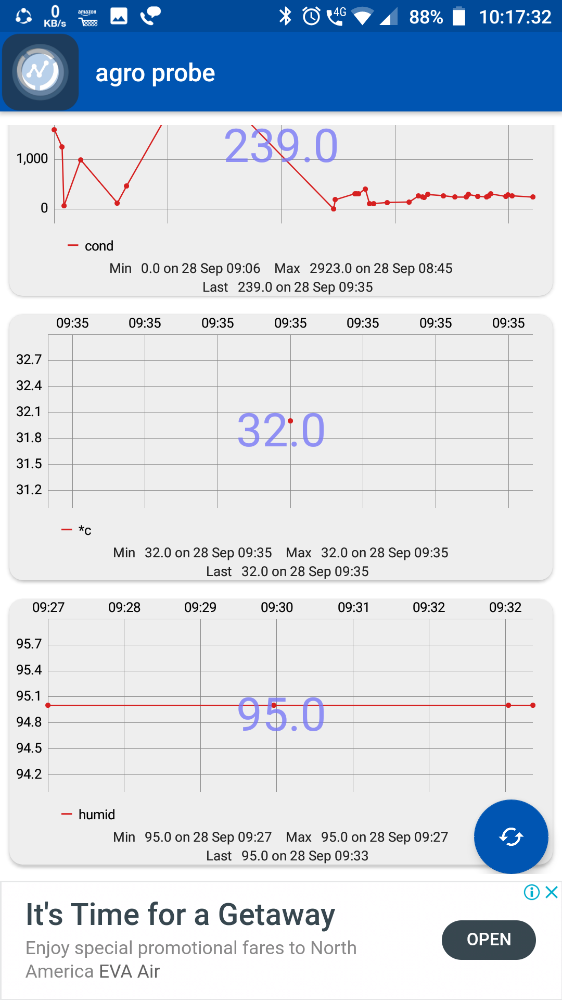 0
KB/s
amazon
4G
88%
10:17:32
agro probe
239.0
1,000
0
cond
Min 0.0 on 28 Sep 09:06 Max 2923.0 on 28 Sep 08:45
Last 239.0 on 28 Sep 09:35
09:35 09:35 09:35 09:35 09:35 09:35 09:35
32.7
32.4
32.1
32.0
31.8
31.5
31.2
*c
Min 32.0 on 28 Sep 09:35 Max 32.0 on 28 Sep 09:35
Last 32.0 on 28 Sep 09:35
09:27 09:28 09:29 09:30 09:31 09:32 09:32
95.7
95.4
95.1
95.0
94.8
94.5
94.2
humid
Min 95.0 on 28 Sep 09:27 Max 95.0 on 28 Sep 09:27
Last 95.0 on 28 Sep 09:33
It's Time for a Getaway
Enjoy special promotional fares to North
America EVA Air
OPEN